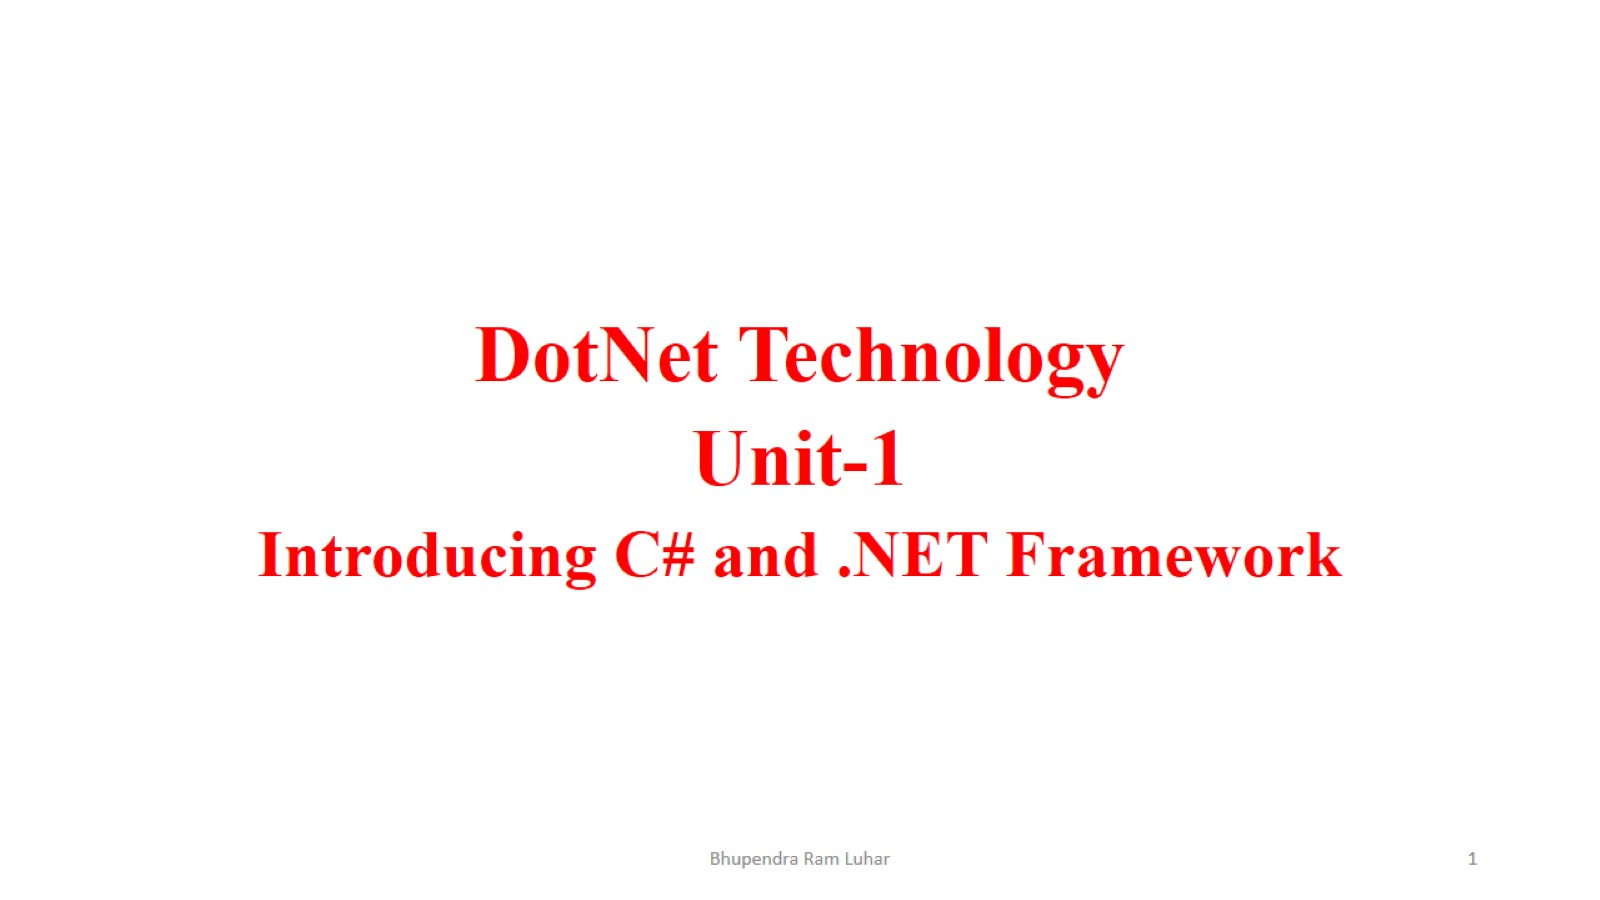 DotNet Technology
Unit-1
Introducing C# and .NET Framework
Bhupendra Ram Luhar
1